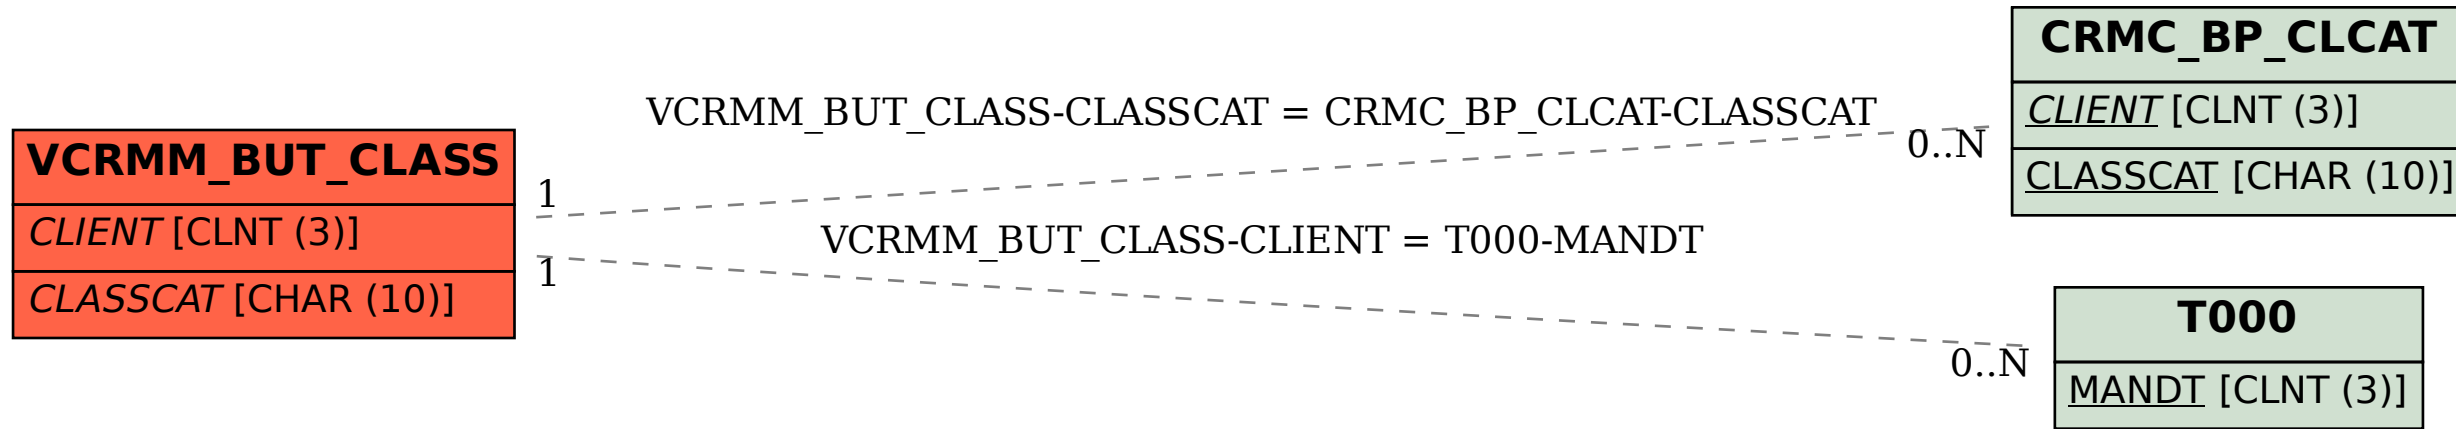 VCRMM_BUT_CLASS
CLIENT [CLNT (3)]
CLASSCAT [CHAR (10)]
VCRMM_BUT_CLASS-CLASSCAT = CRMC_BP_CLCAT-CLASSCAT
1
0..N
VCRMM_BUT_CLASS-CLIENT = T000-MANDT
1
0..N
CRMC_BP_CLCAT
CLIENT [CLNT (3)]
CLASSCAT [CHAR (10)]
T000
MANDT [CLNT (3)]